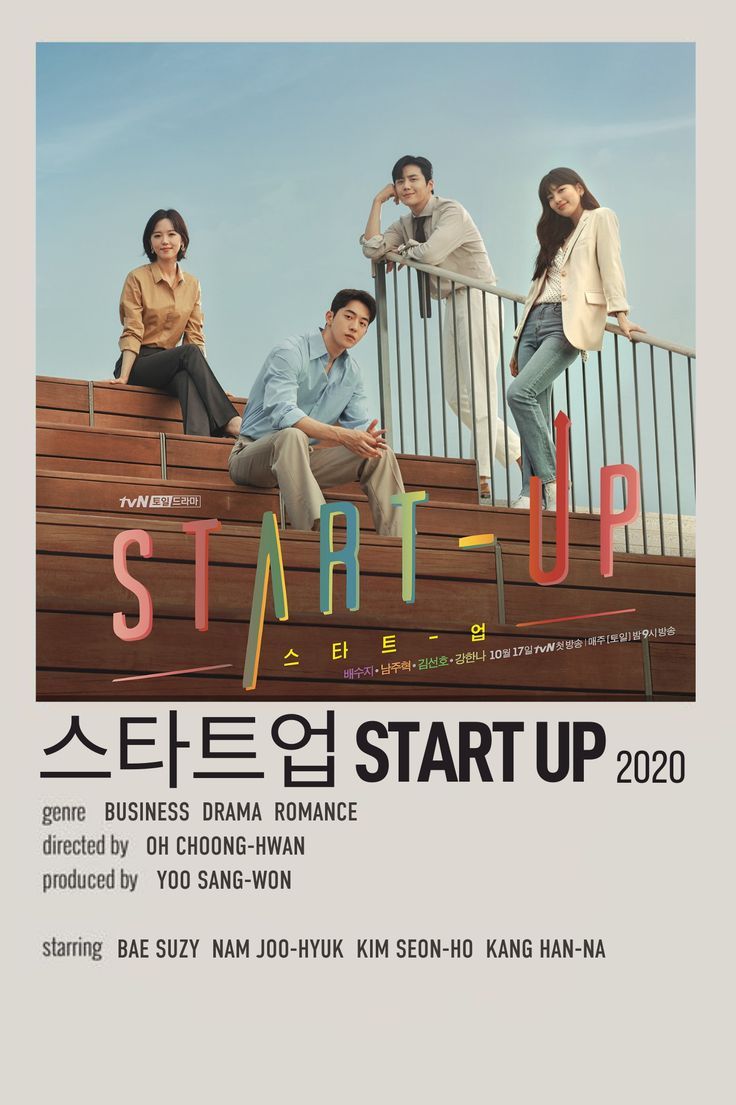 tvN 토일드라마
START-UP
스타트-업
배수지•남주혁•김선호•강한나 10월 17일 tvN 첫 방송 | 매주 [토일] 밤 9시 방송
스타트업 START UP 2020
genre BUSINESS DRAMA ROMANCE
directed by OH CHOONG-HWAN
produced by YOO SANG-WON
starring BAE SUZY NAM JOO-HYUK KIM SEON-HO KANG HAN-NA